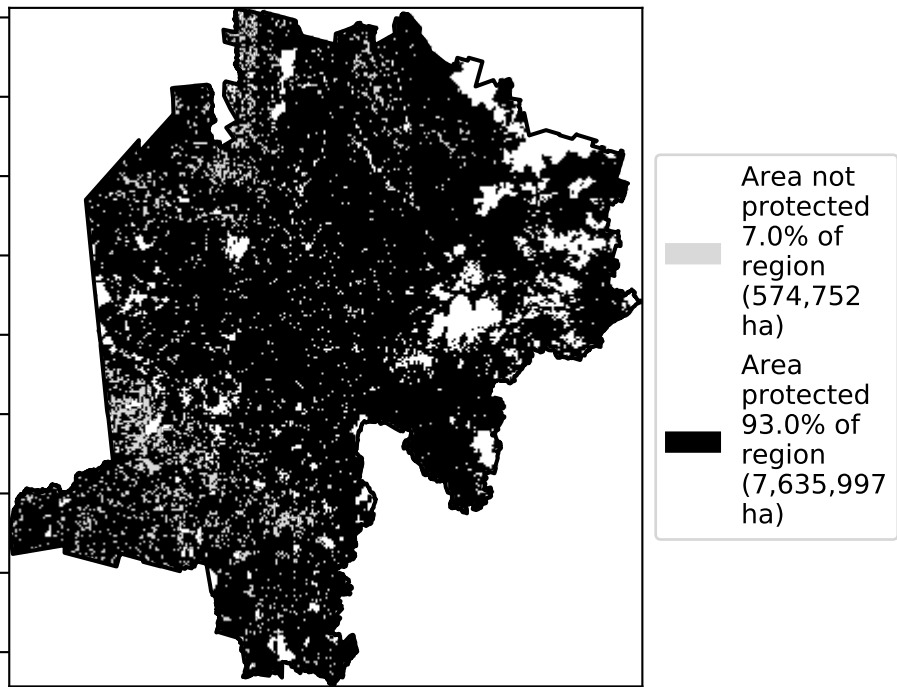 Area not
protected
7.0% of
region
(574,752
ha)
Area
protected
93.0% of
region
(7,635,997
ha)